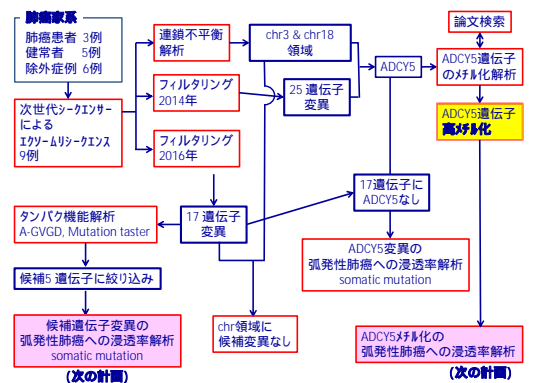 肺癌家系
肺癌患者 3例
健常者 5例
除外症例 6例
次世代シークエンサー
による
エクソームリシークエンス
9例
連鎖不平衡
解析
フィルタリング
2014年
フィルタリング
2016年
chr3 & chr18
領域
25 遺伝子
変異
ADCY5
論文検索
ADCY5遺伝子
のメチル化解析
ADCY5遺伝子
高メチル化
17遺伝子に
ADCY5なし
17 遺伝子
変異
タンパク機能解析
A-GVGD, Mutation taster
候補5 遺伝子に絞り込み
候補遺伝子変異の
弧発性肺癌への浸透率解析
somatic mutation
(次の計画)
chr領域に
候補変異なし
ADCY5変異の
弧発性肺癌への浸透率解析
somatic mutation
ADCY5メチル化の
弧発性肺癌への浸透率解析
(次の計画)